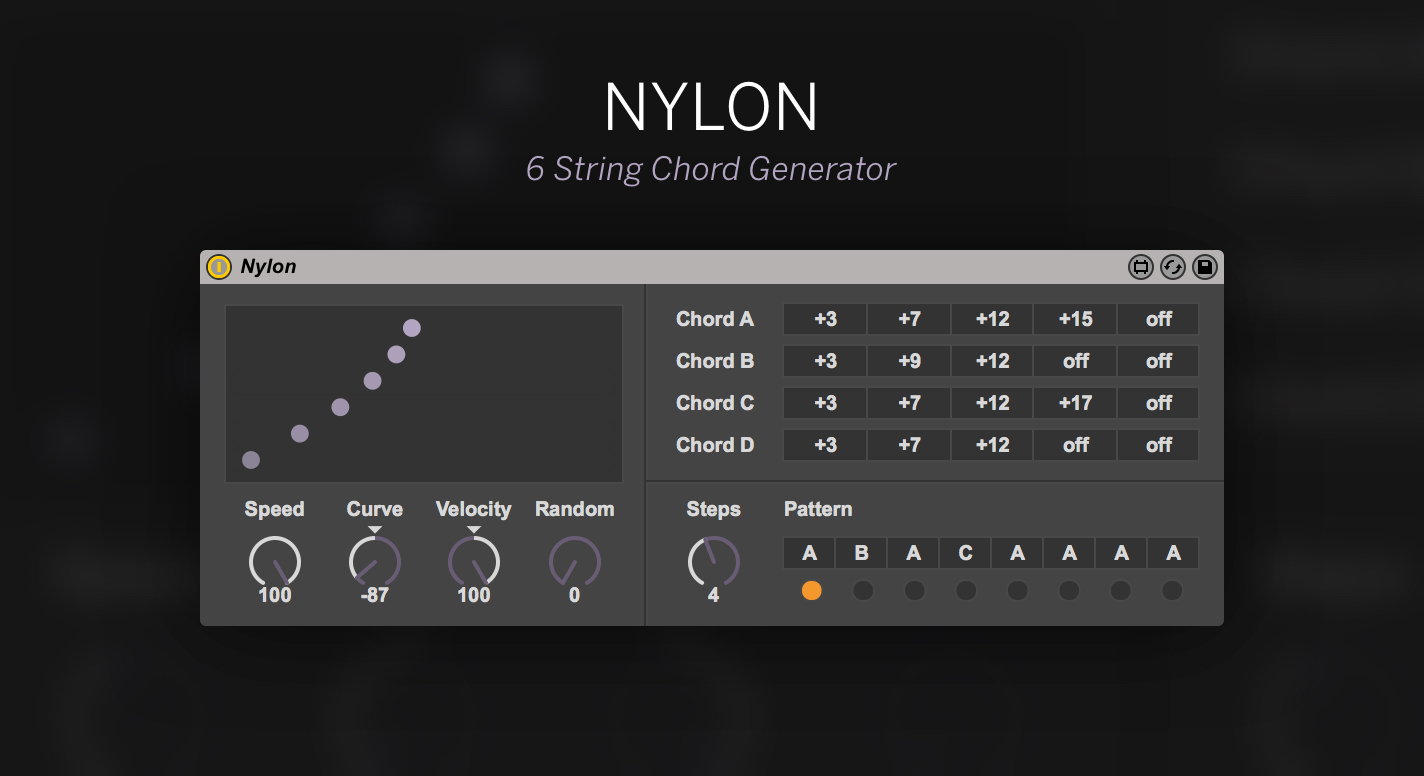 NYLON
6 String Chord Generator
Nylon
Chord A +3 +7 +12 +15 off
Chord B +3 +9 +12 off off
Chord C +3 +7 +12 +17 off
Chord D +3 +7 +12 off off
Speed Curve Velocity Random
100 -87 100 0
Steps Pattern
A B A C A A A A
4